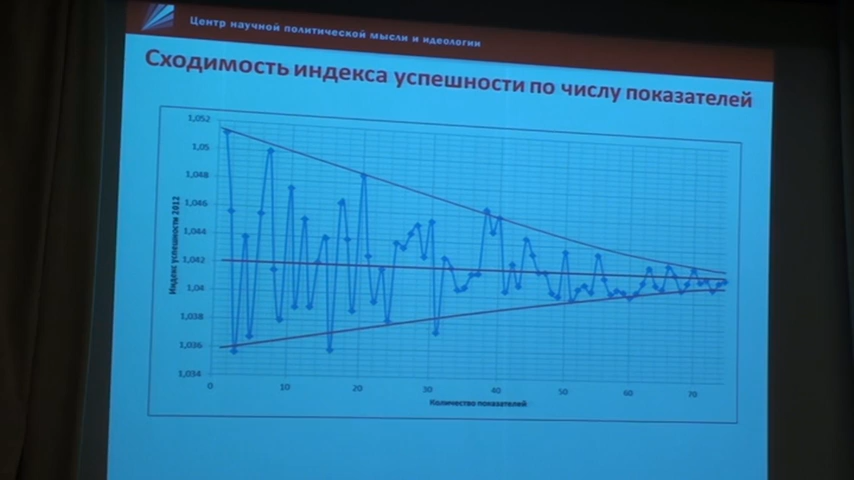 Центр научной политической мысли и идеологии
Сходимость индекса успешности по числу показателей
1,052
1,05
1,048
1,046
1,044
1,042
1,04
1,038
1,036
1,034
Индекс успешности 2012
0 10 20 30 40 50 60 70
Количество показателей